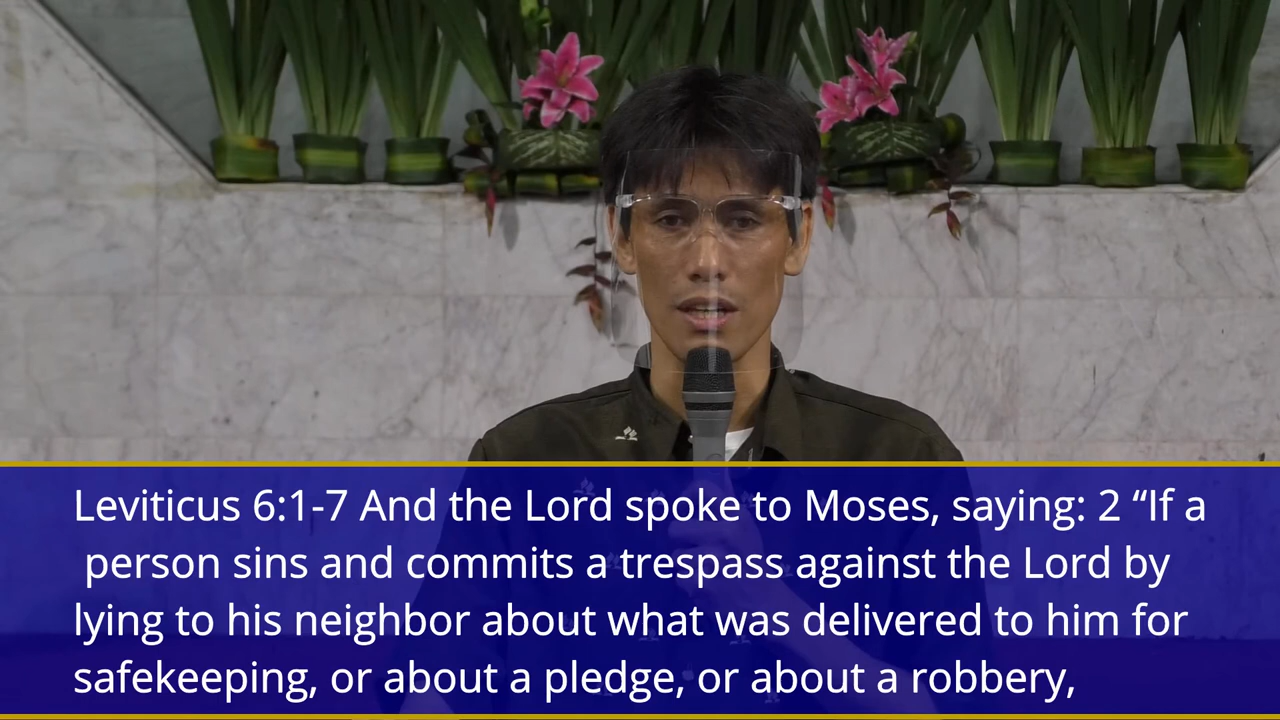 Leviticus 6:1-7 And the Lord spoke to Moses, saying: 2 “If a
person sins and commits a trespass against the Lord by
lying to his neighbor about what was delivered to him for
safekeeping, or about a pledge, or about a robbery,